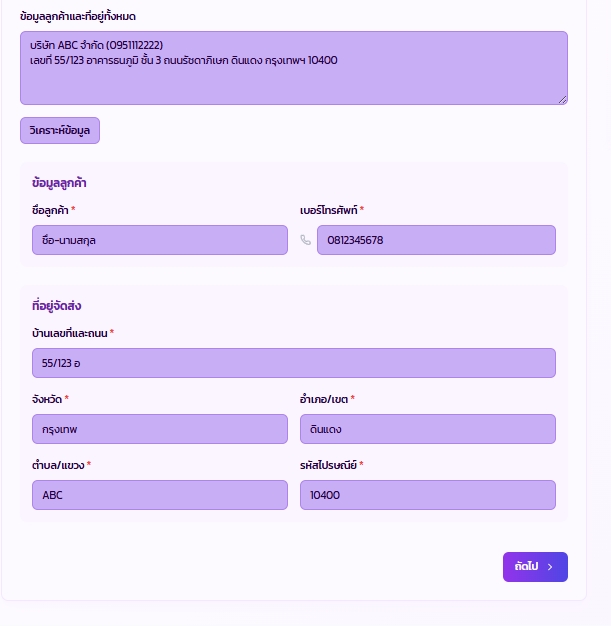 ข้อมูลลูกค้าและที่อยู่ทั้งหมด
บริษัท ABC จำกัด (0951112222)
เลขที่ 55/123 อาคารธนภูมิ ชั้น 3 ถนนรัชดาภิเษก ดินแดง กรุงเทพฯ 10400
วิเคราะห์ข้อมูล
ข้อมูลลูกค้า
ชื่อลูกค้า * เบอร์โทรศัพท์ *
ชื่อ-นามสกุล 0812345678
ที่อยู่จัดส่ง
บ้านเลขที่และถนน *
55/123 อ
จังหวัด * อำเภอ/เขต *
กรุงเทพ ดินแดง
ตำบล/แขวง * รหัสไปรษณีย์ *
ABC 10400
ถัดไป